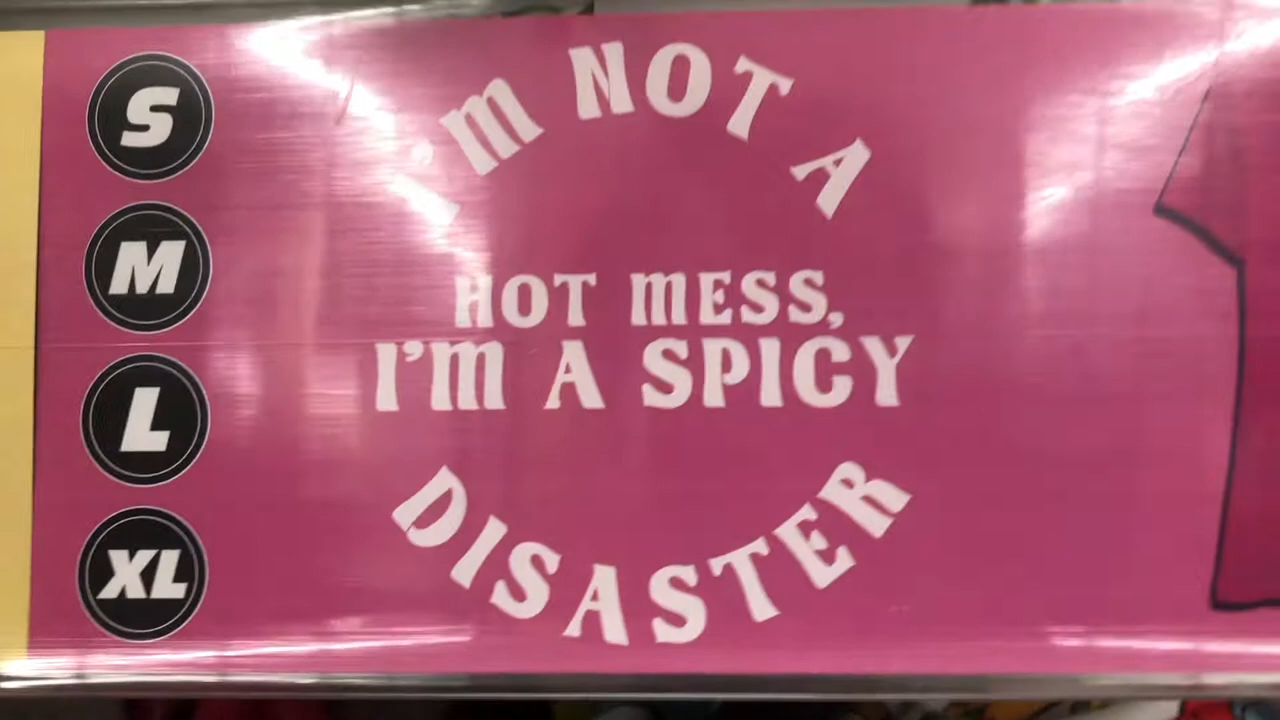 S
M
L
XL
I'm NOT A
HOT mESS,
I'm A SPICY
DISASTER